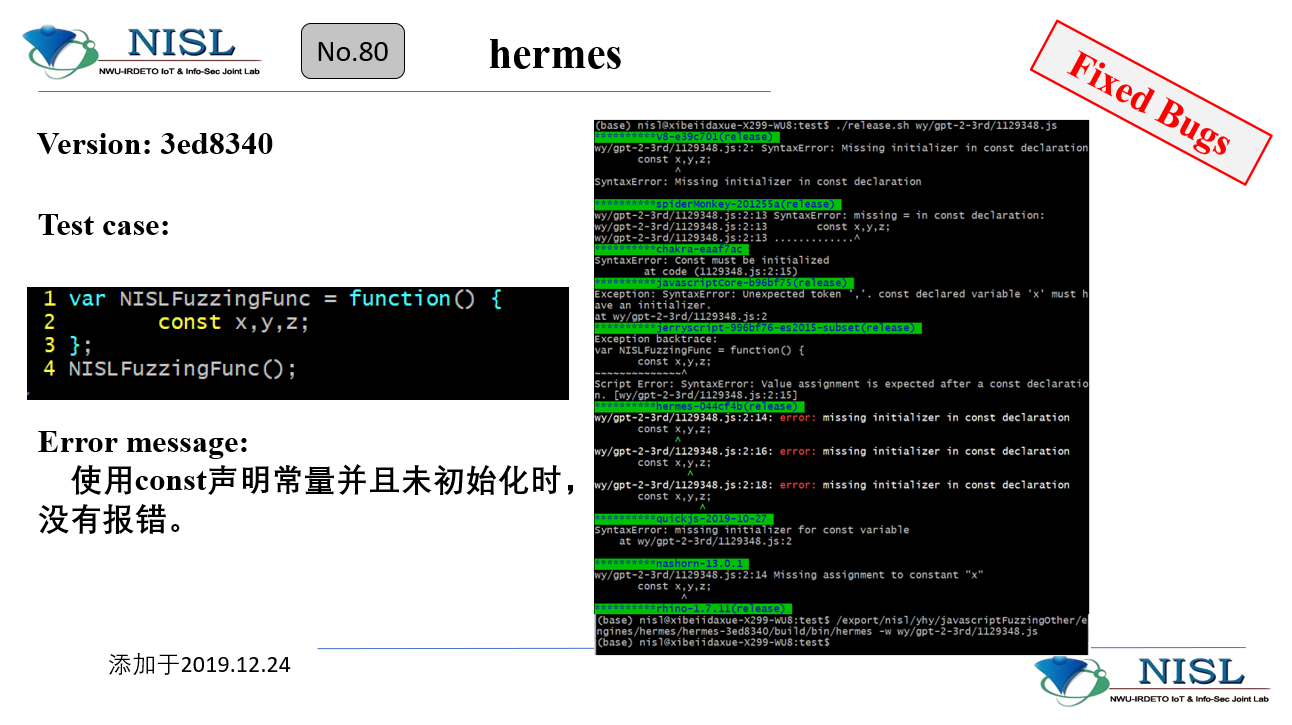 NISL
NWU-IRDETO IoT & Info-Sec Joint Lab
No.80
hermes
Fixed Bugs
Version: 3ed8340
Test case:
1 var NISLFuzzingFunc = function() {
2 const x,y,z;
3 };
4 NISLFuzzingFunc();
Error message:
使用const声明常量并且未初始化时，
没有报错。
(base) nisl@xibeiidaxue-X299-WU8:test$ ./release.sh wy/gpt-2-3rd/1129348.js
**********v8-e39c701(release)
wy/gpt-2-3rd/1129348.js:2: SyntaxError: Missing initializer in const declaration
const x,y,z;
^
SyntaxError: Missing initializer in const declaration
**********spiderMonkey-201255a(release)
wy/gpt-2-3rd/1129348.js:2:13 SyntaxError: missing = in const declaration:
wy/gpt-2-3rd/1129348.js:2:13 const x,y,z;
wy/gpt-2-3rd/1129348.js:2:13 .............^
**********chakra-eaaf7ac
SyntaxError: Const must be initialized
at code (1129348.js:2:15)
**********javascriptCore-b96bf75(release)
Exception: SyntaxError: Unexpected token ','. const declared variable 'x' must h
ave an initializer.
at wy/gpt-2-3rd/1129348.js:2
**********jerryscript-996bf76-es2015-subset(release)
Exception backtrace:
var NISLFuzzingFunc = function() {
const x,y,z;
~~~~~~~~~~~~~~^
Script Error: SyntaxError: Value assignment is expected after a const declaratio
n. [wy/gpt-2-3rd/1129348.js:2:15]
**********hermes-044cf4b(release)
wy/gpt-2-3rd/1129348.js:2:14: error: missing initializer in const declaration
const x,y,z;
^
wy/gpt-2-3rd/1129348.js:2:16: error: missing initializer in const declaration
const x,y,z;
^
wy/gpt-2-3rd/1129348.js:2:18: error: missing initializer in const declaration
const x,y,z;
^
**********quickjs-2019-10-27
SyntaxError: missing initializer for const variable
at wy/gpt-2-3rd/1129348.js:2
**********nashorn-13.0.1
wy/gpt-2-3rd/1129348.js:2:14 Missing assignment to constant "x"
const x,y,z;
^
**********rhino-1.7.11(release)
(base) nisl@xibeiidaxue-X299-WU8:test$ /export/nisl/yhy/javascriptFuzzingOther/e
ngines/hermes/hermes-3ed8340/build/bin/hermes -w wy/gpt-2-3rd/1129348.js
(base) nisl@xibeiidaxue-X299-WU8:test$
添加于2019.12.24
NISL
NWU-IRDETO IoT & Info-Sec Joint Lab